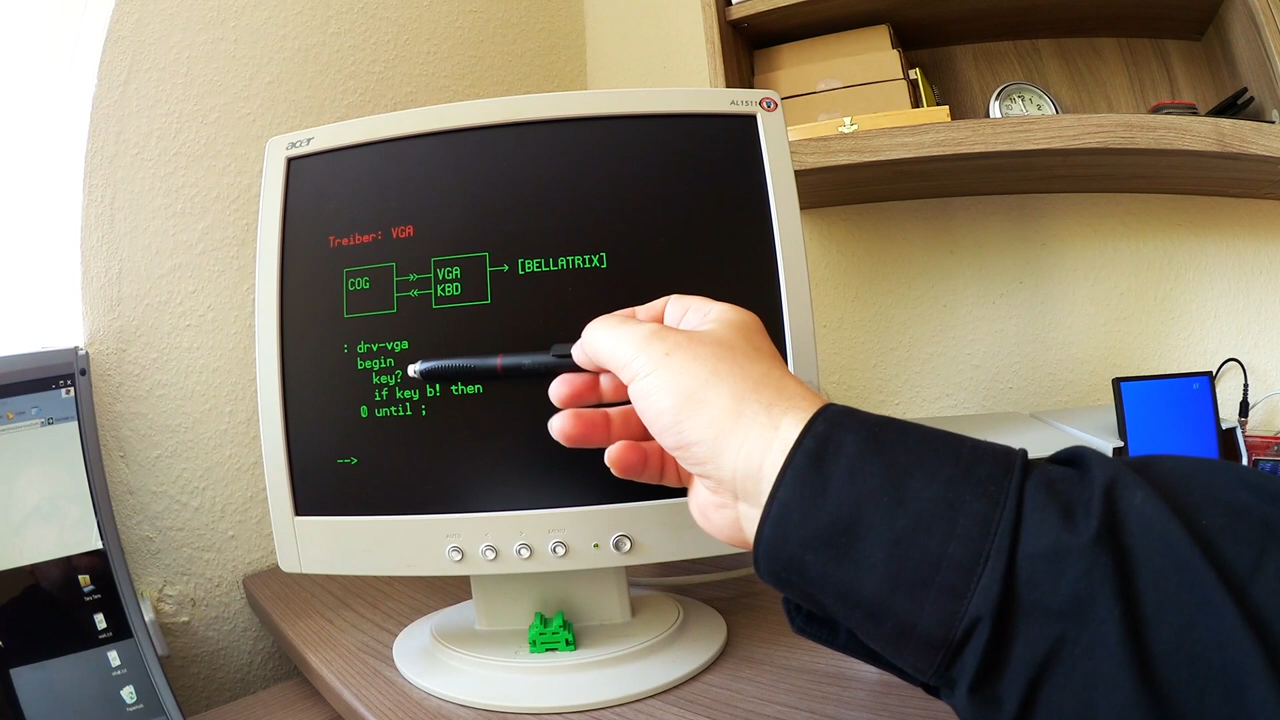 acer
AL1511
Treiber: VGA
COG
VGA
KBD
[BELLATRIX]
: drv-vga
begin
key?
if key b! then
0 until ;
-->